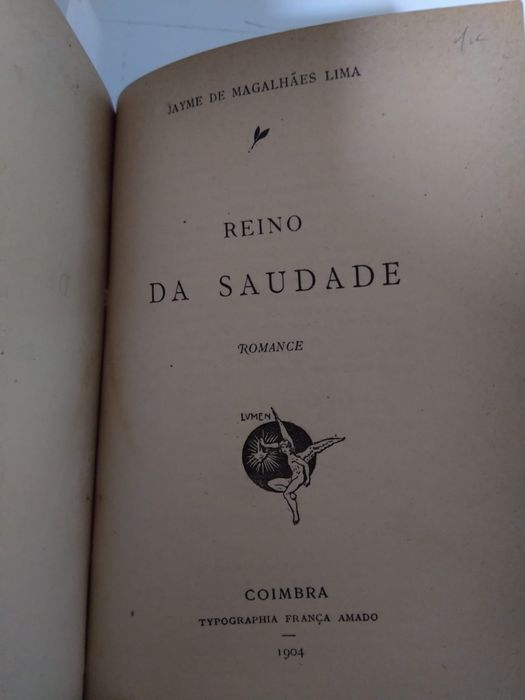 JAYME DE MAGALHÃES LIMA
REINO
DA SAUDADE
ROMANCE
LVMEN
COIMBRA
TYPOGRAPHIA FRANÇA AMADO
1904